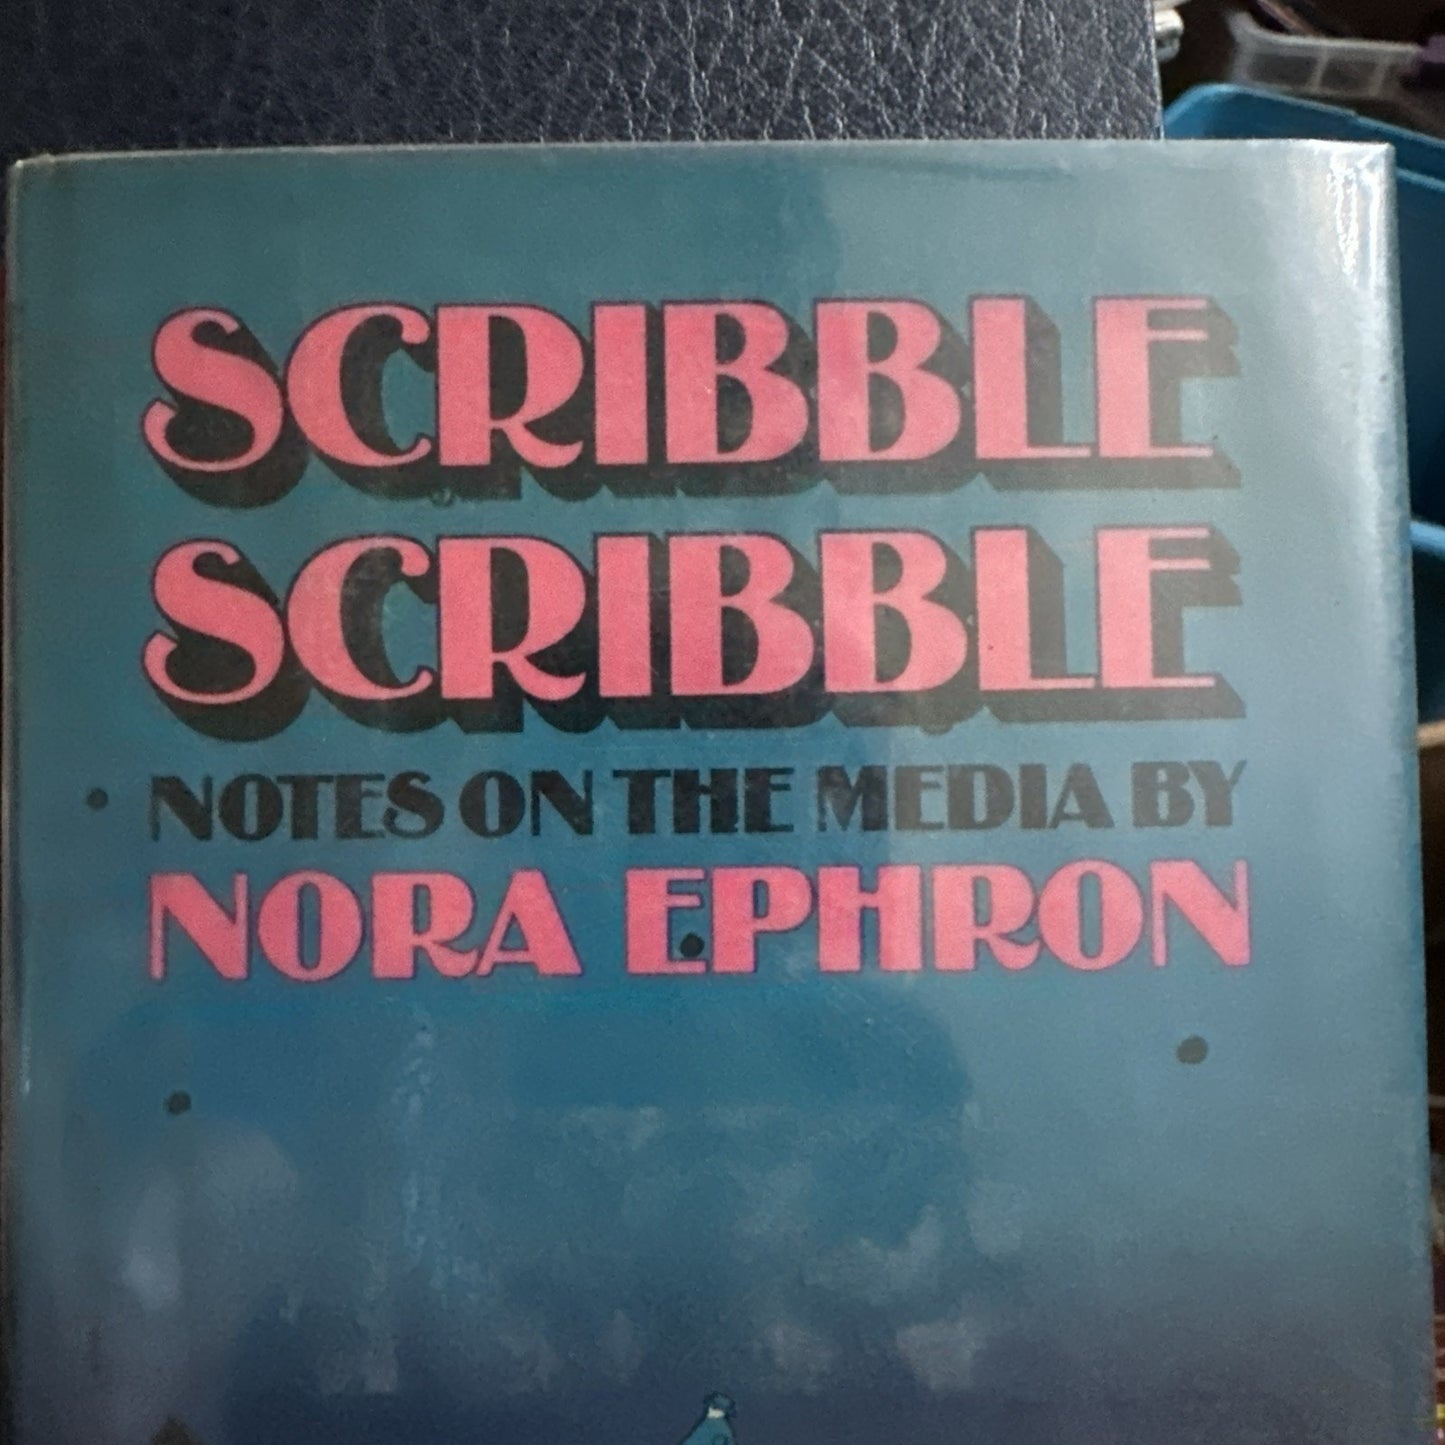 SCRIBBLE
SCRIBBLE
NOTES ON THE MEDIA BY
NORA EPHRON